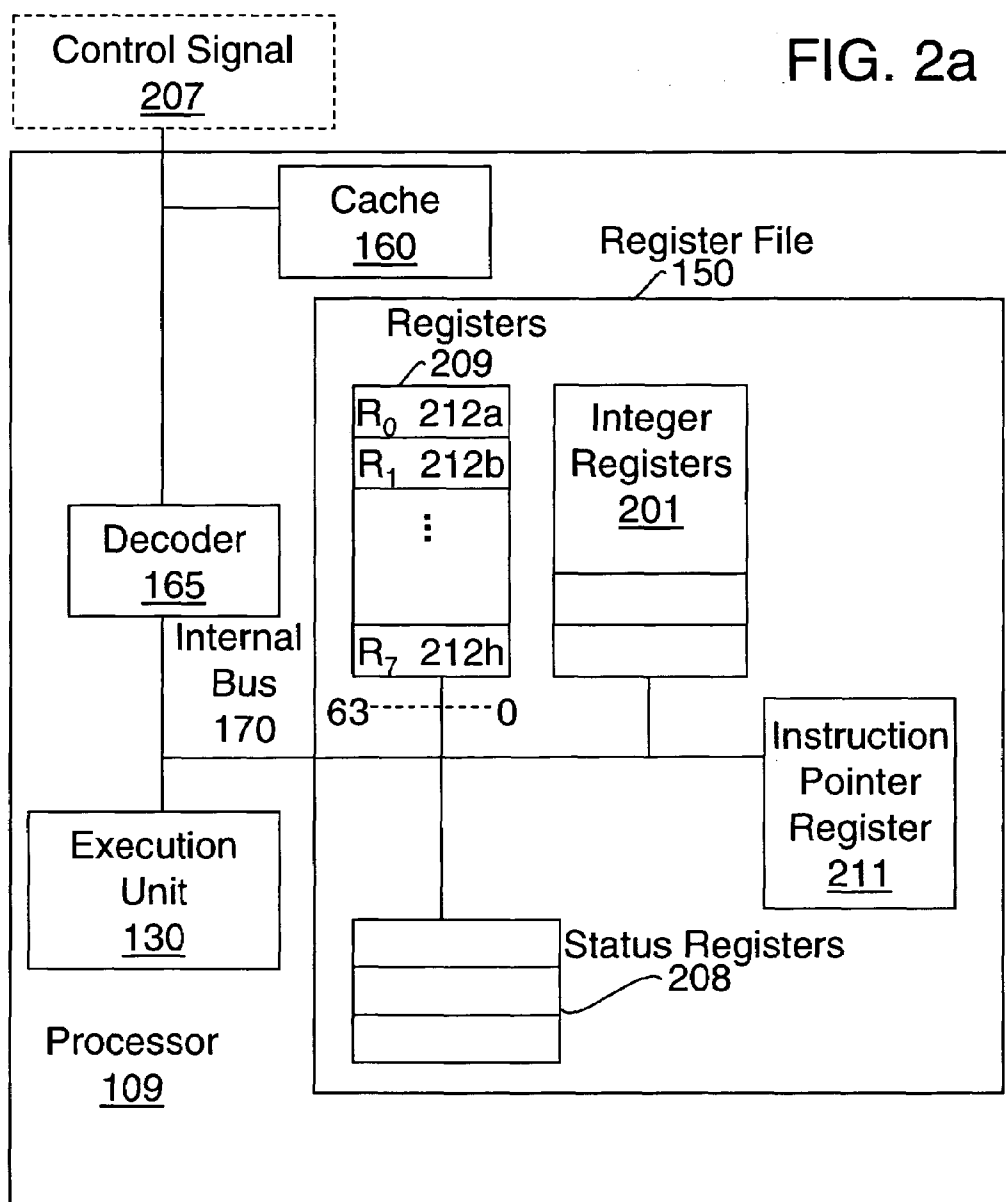 FIG. 2a
Control Signal
207
Cache
160
Register File
150
Registers
209
R0 212a
R1 212b
...
R7 212h
63 0
Integer
Registers
201
Decoder
165
Internal
Bus
170
Instruction
Pointer
Register
211
Execution
Unit
130
Status Registers
208
Processor
109